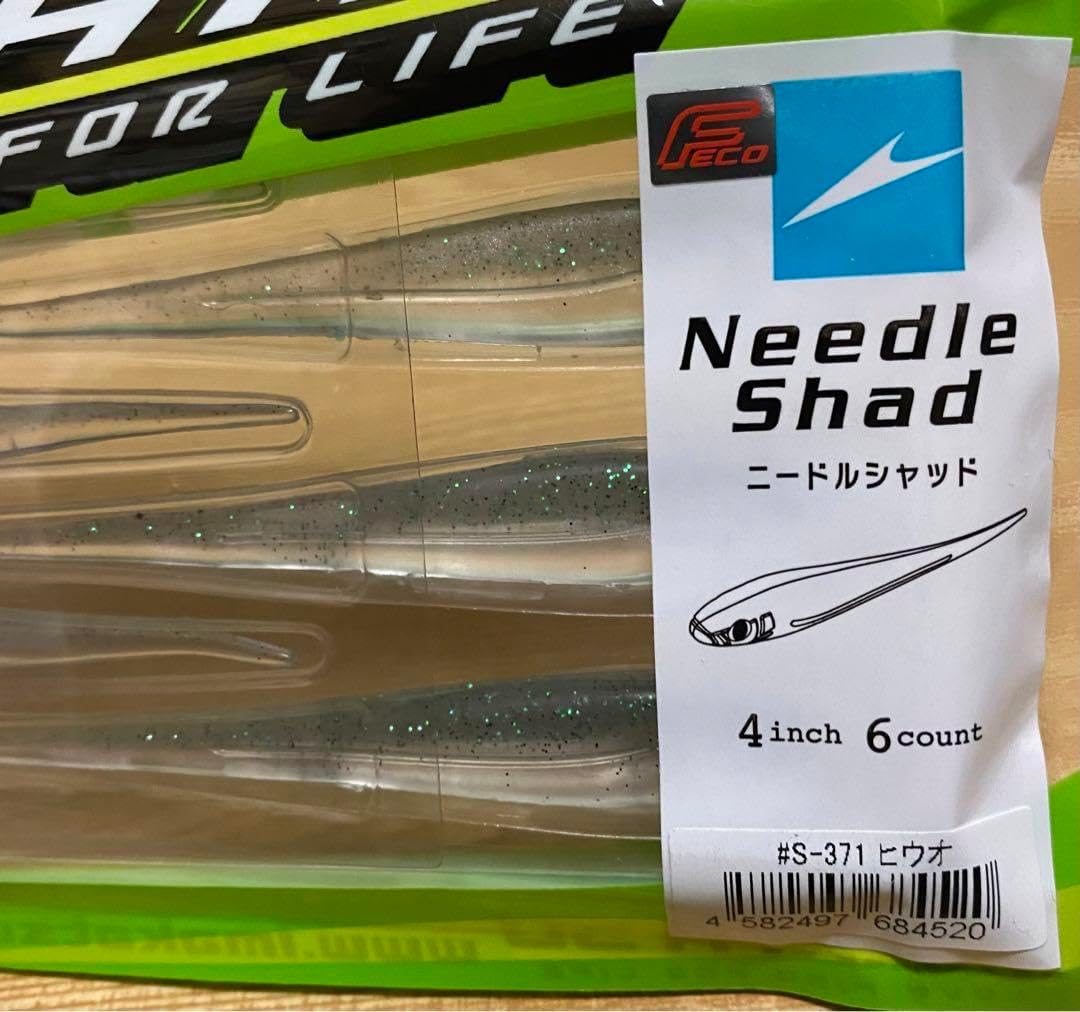 FOR LIFE
FECO
Needle
Shad
ニードルシャッド
4inch 6count
#S-371 ヒウオ
4 582497 684520